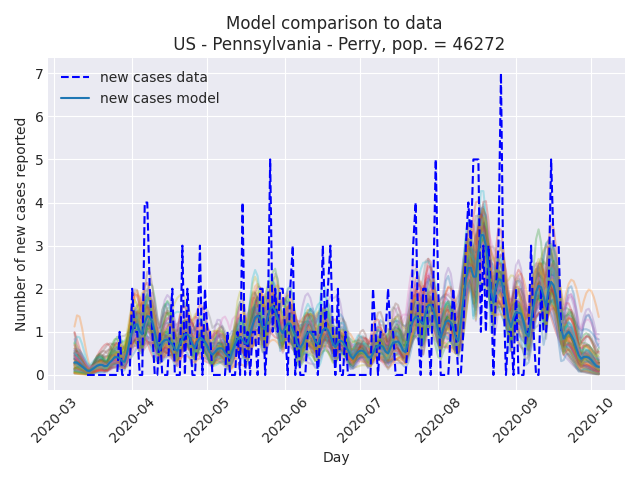 Model comparison to data
US - Pennsylvania - Perry, pop. = 46272
new cases data
new cases model
Number of new cases reported
7
6
5
4
3
2
1
0
2020-03
2020-04
2020-05
2020-06
2020-07
2020-08
2020-09
2020-10
Day